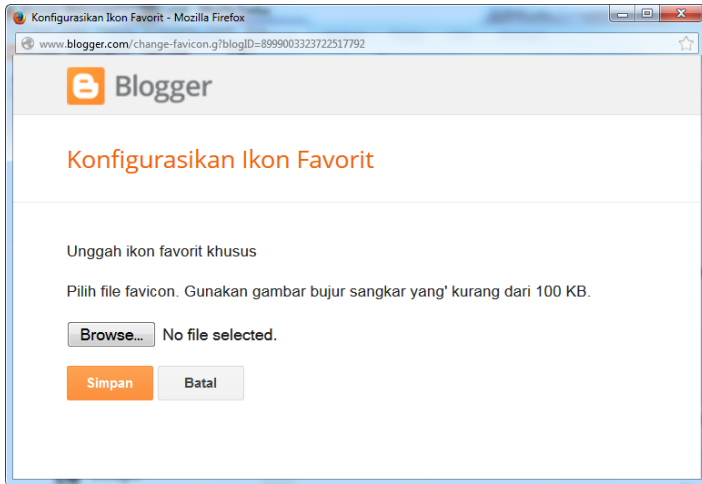 Konfigurasikan Ikon Favorit - Mozilla Firefox
www.blogger.com/change-favicon.g?blogID=8999003323722517792
Blogger
Konfigurasikan Ikon Favorit
Unggah ikon favorit khusus
Pilih file favicon. Gunakan gambar bujur sangkar yang' kurang dari 100 KB.
Browse... No file selected.
Simpan Batal